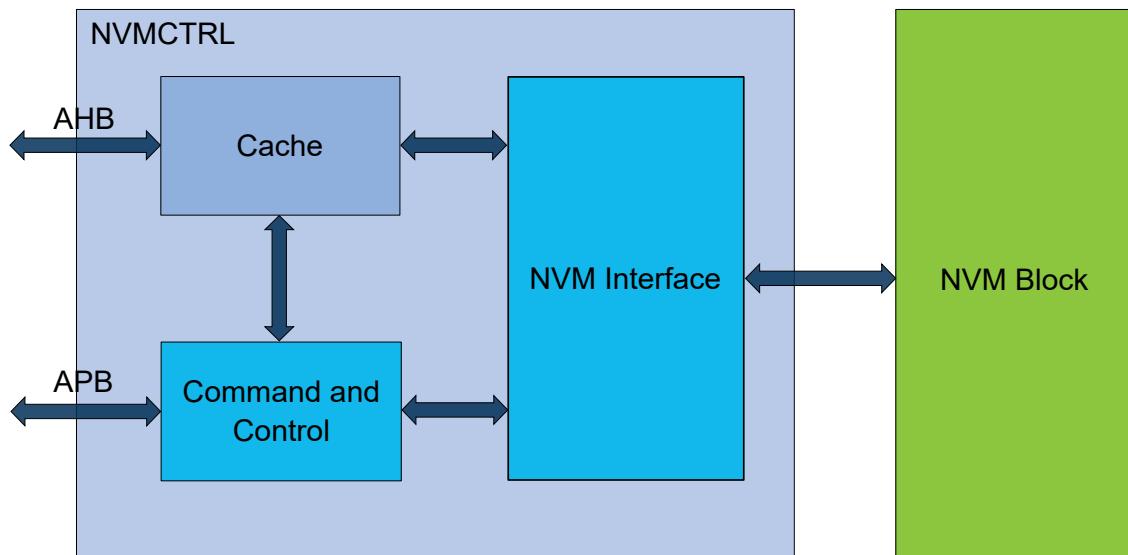 NVMCTRL
AHB
Cache
NVM Interface
NVM Block
APB
Command and
Control